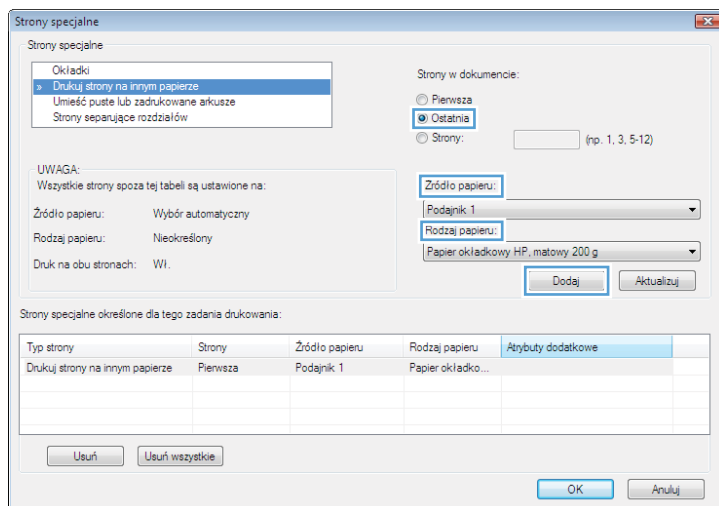 Strony specjalne
Strony specjalne
Okładki
» Drukuj strony na innym papierze
Umieść puste lub zadrukowane arkusze
Strony separujące rozdziałów
Strony w dokumencie:
Pierwsza
Ostatnia
Strony: (np. 1, 3, 5-12)
UWAGA:
Wszystkie strony spoza tej tabeli są ustawione na:
Źródło papieru: Wybór automatyczny
Rodzaj papieru: Nieokreślony
Druk na obu stronach: Wł.
Źródło papieru:
Podajnik 1
Rodzaj papieru:
Papier okładkowy HP, matowy 200 g
Dodaj Aktualizuj
Strony specjalne określone dla tego zadania drukowania:
Typ strony Strony Źródło papieru Rodzaj papieru Atrybuty dodatkowe
Drukuj strony na innym papierze Pierwsza Podajnik 1 Papier okładko...
Usuń Usuń wszystkie
OK Anuluj